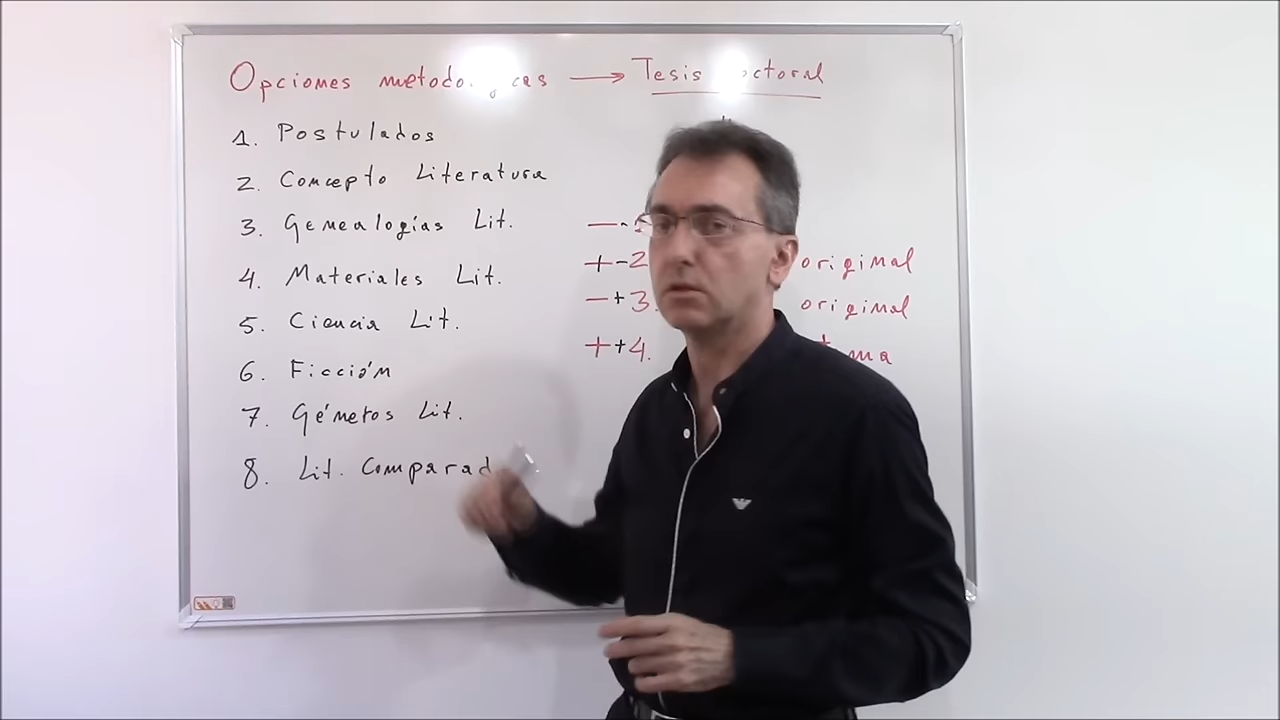 Opciones → Tesis
1. Postulados
2. Concepto Literatura
3. Genealogías Lit.
4. Materiales Lit.
5. Ciencia Lit.
6. Ficción
7. Géneros Lit.
8. Lit.
--
+-2 original
-+3. original
++4.